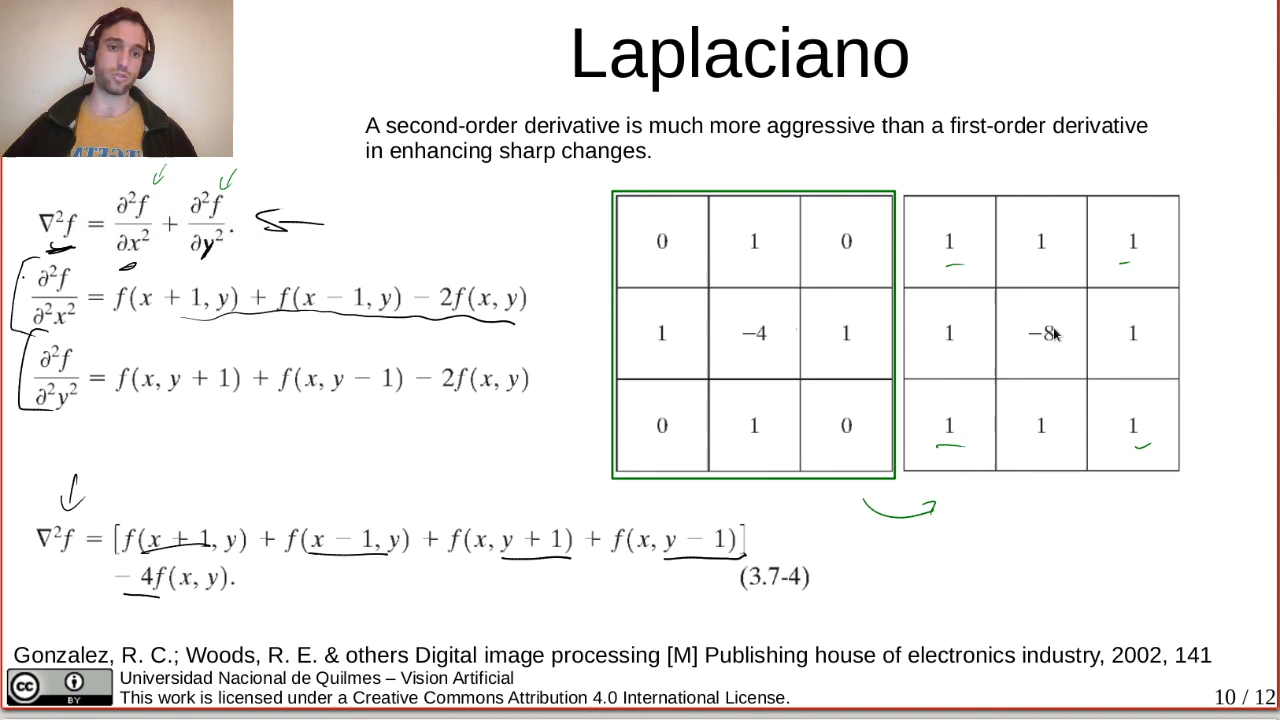 Laplaciano
A second-order derivative is much more aggressive than a first-order derivative
in enhancing sharp changes.
∇²f = ∂²f/∂x² + ∂²f/∂y².
∂²f/∂²x² = f(x + 1, y) + f(x − 1, y) − 2f(x, y)
∂²f/∂²y² = f(x, y + 1) + f(x, y − 1) − 2f(x, y)
0 1 0
1 −4 1
0 1 0
1 1 1
1 −8 1
1 1 1
∇²f = [f(x + 1, y) + f(x − 1, y) + f(x, y + 1) + f(x, y − 1)]
− 4f(x, y). (3.7-4)
Gonzalez, R. C.; Woods, R. E. & others Digital image processing [M] Publishing house of electronics industry, 2002, 141
cc BY
Universidad Nacional de Quilmes – Vision Artificial
This work is licensed under a Creative Commons Attribution 4.0 International License.
10 / 12